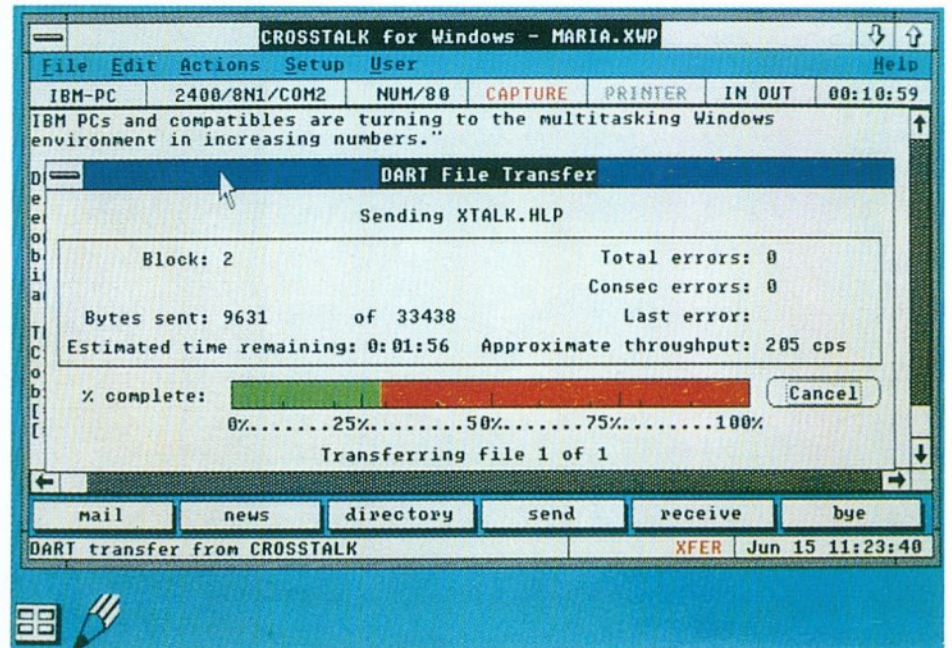 CROSSTALK for Windows - MARIA.XWP
File Edit Actions Setup User Help
IBM-PC 2400/8N1/COM2 NUM/80 CAPTURE PRINTER IN OUT 00:10:59
IBM PCs and compatibles are turning to the multitasking Windows
environment in increasing numbers."
DART File Transfer
Sending XTALK.HLP
Block: 2 Total errors: 0
Consec errors: 0
Bytes sent: 9631 of 33438 Last error:
Estimated time remaining: 0:01:56 Approximate throughput: 205 cps
% complete: Cancel
0%.......25%........50%.......75%........100%
Transferring file 1 of 1
mail news directory send receive bye
DART transfer from CROSSTALK XFER Jun 15 11:23:40